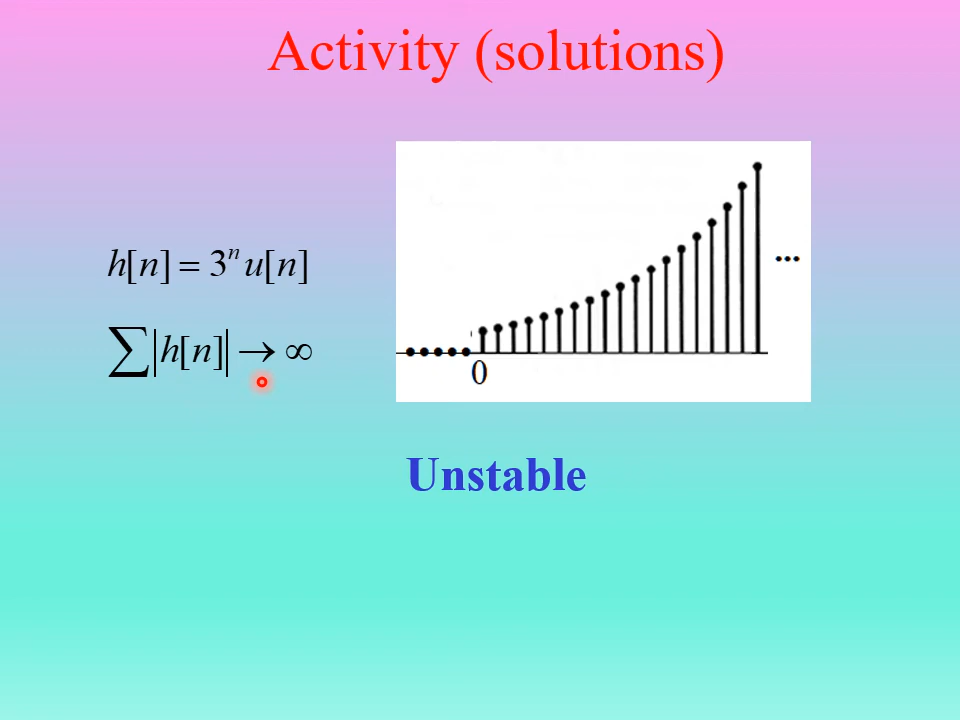 Activity (solutions)
h[n] = 3ⁿ u[n]
∑|h[n]| → ∞
...
0
Unstable